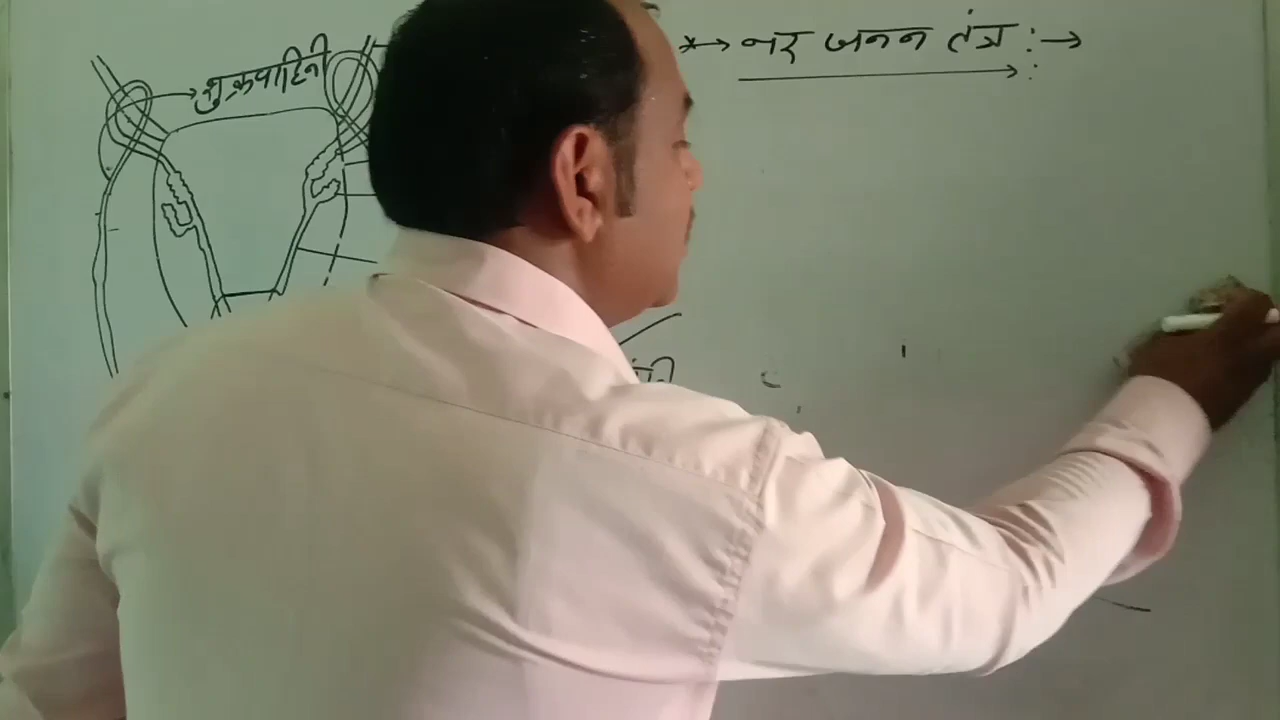 * → नर जनन तंत्र :→
शुक्रवाहिनी